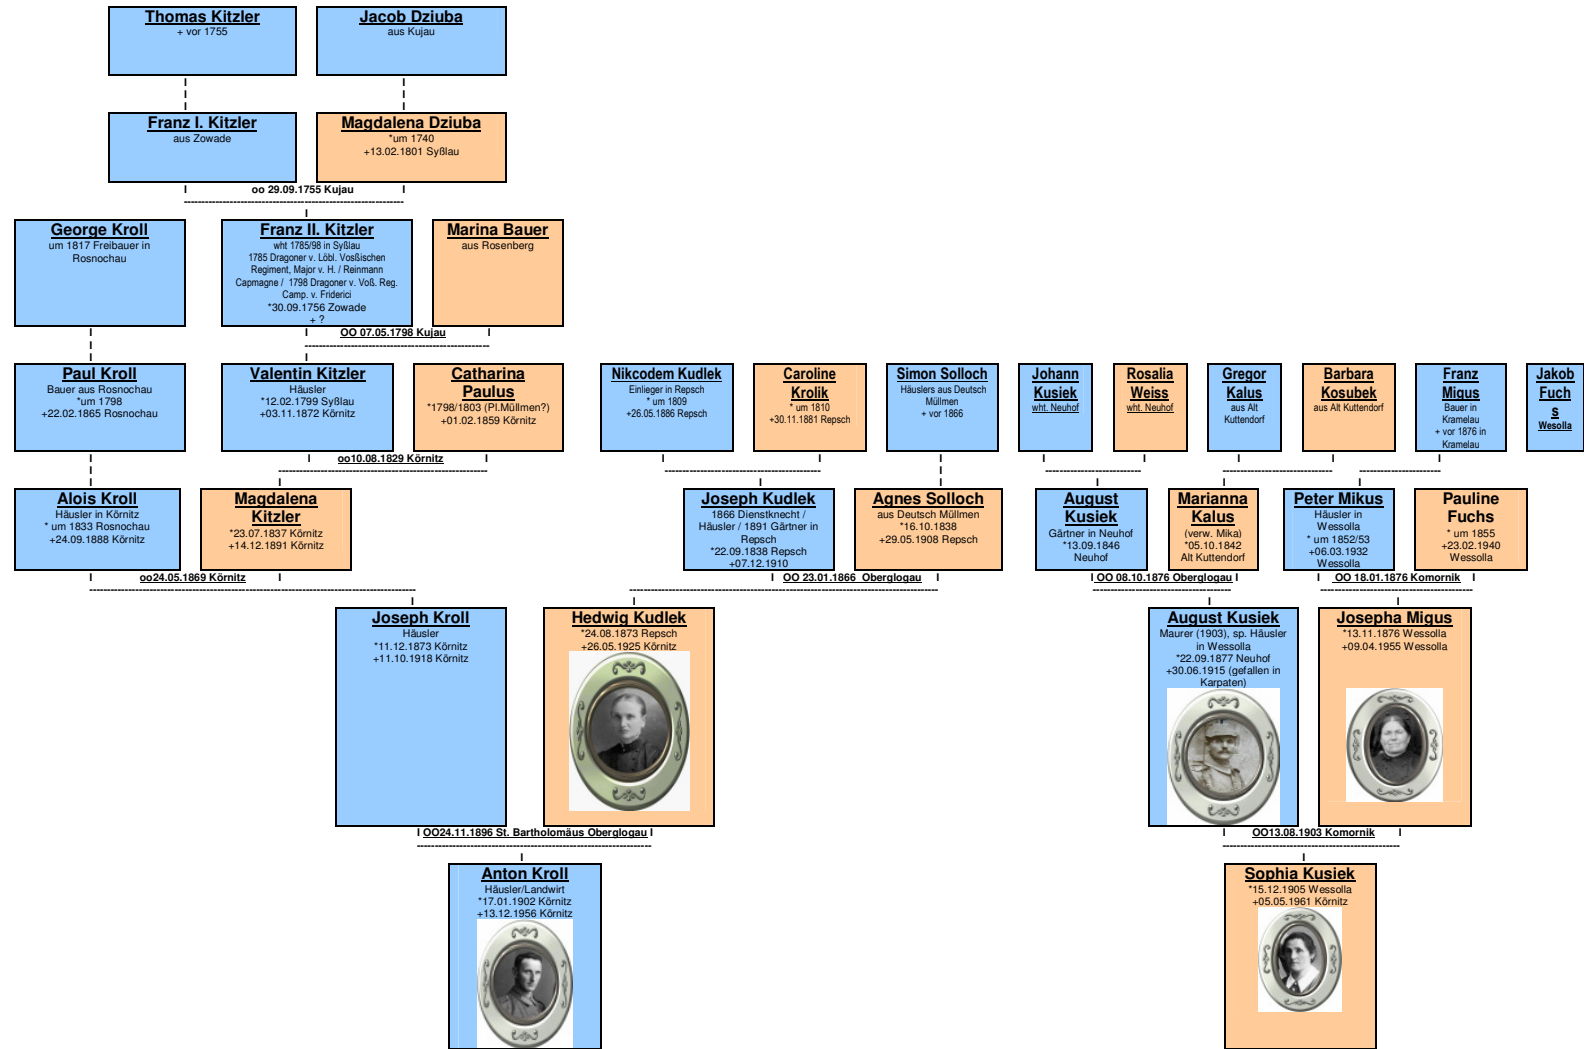 Thomas Kitzler
+ vor 1755
Jacob Dziuba
aus Kujau
Franz I. Kitzler
aus Zowade
Magdalena Dziuba
*um 1740
+13.02.1801 Syßlau
oo 29.09.1755 Kujau
George Kroll
um 1817 Freibauer in
Rosnochau
Franz II. Kitzler
wht 1785/98 in Syßlau
1785 Dragoner v. Löbl. Vosßischen
Regiment, Major v. H. / Reinmann
Capmagne / 1798 Dragoner v. Voß. Reg.
Camp. v. Friderici
*30.09.1756 Zowade
+ ?
Marina Bauer
aus Rosenberg
OO 07.05.1798 Kujau
Paul Kroll
Bauer aus Rosnochau
*um 1798
+22.02.1865 Rosnochau
Valentin Kitzler
Häusler
*12.02.1799 Syßlau
+03.11.1872 Körnitz
Catharina
Paulus
*1798/1803 (Pl.Müllmen?)
+01.02.1859 Körnitz
Nikcodem Kudlek
Einlieger in Repsch
* um 1809
+26.05.1886 Repsch
Caroline
Krolik
* um 1810
+30.11.1881 Repsch
Simon Solloch
Häuslers aus Deutsch
Müllmen
+ vor 1866
Johann
Kusiek
wht. Neuhof
Rosalia
Weiss
wht. Neuhof
Gregor
Kalus
aus Alt
Kuttendorf
Barbara
Kosubek
aus Alt Kuttendorf
Franz
Migus
Bauer in
Kramelau
+ vor 1876 in
Kramelau
Jakob
Fuch
s
Wesolla
oo10.08.1829 Körnitz
Alois Kroll
Häusler in Körnitz
* um 1833 Rosnochau
+24.09.1888 Körnitz
Magdalena
Kitzler
*23.07.1837 Körnitz
+14.12.1891 Körnitz
Joseph Kudlek
1866 Dienstknecht /
Häusler / 1891 Gärtner in
Repsch
*22.09.1838 Repsch
+07.12.1910
Agnes Solloch
aus Deutsch Müllmen
*16.10.1838
+29.05.1908 Repsch
August
Kusiek
Gärtner in Neuhof
*13.09.1846
Neuhof
Marianna
Kalus
(verw. Mika)
*05.10.1842
Alt Kuttendorf
Peter Mikus
Häusler in
Wessolla
* um 1852/53
+06.03.1932
Wessolla
Pauline
Fuchs
* um 1855
+23.02.1940
Wessolla
oo24.05.1869 Körnitz
OO 23.01.1866 Oberglogau
OO 08.10.1876 Oberglogau
OO 18.01.1876 Komornik
Joseph Kroll
Häusler
*11.12.1873 Körnitz
+11.10.1918 Körnitz
Hedwig Kudlek
*24.08.1873 Repsch
+26.05.1925 Körnitz
August Kusiek
Maurer (1903), sp. Häusler
in Wessolla
*22.09.1877 Neuhof
+30.06.1915 (gefallen in
Karpaten)
Josepha Migus
*13.11.1876 Wessolla
+09.04.1955 Wessolla
OO24.11.1896 St. Bartholomäus Oberglogau
OO13.08.1903 Komornik
Anton Kroll
Häusler/Landwirt
*17.01.1902 Körnitz
+13.12.1956 Körnitz
Sophia Kusiek
*15.12.1905 Wessolla
+05.05.1961 Körnitz